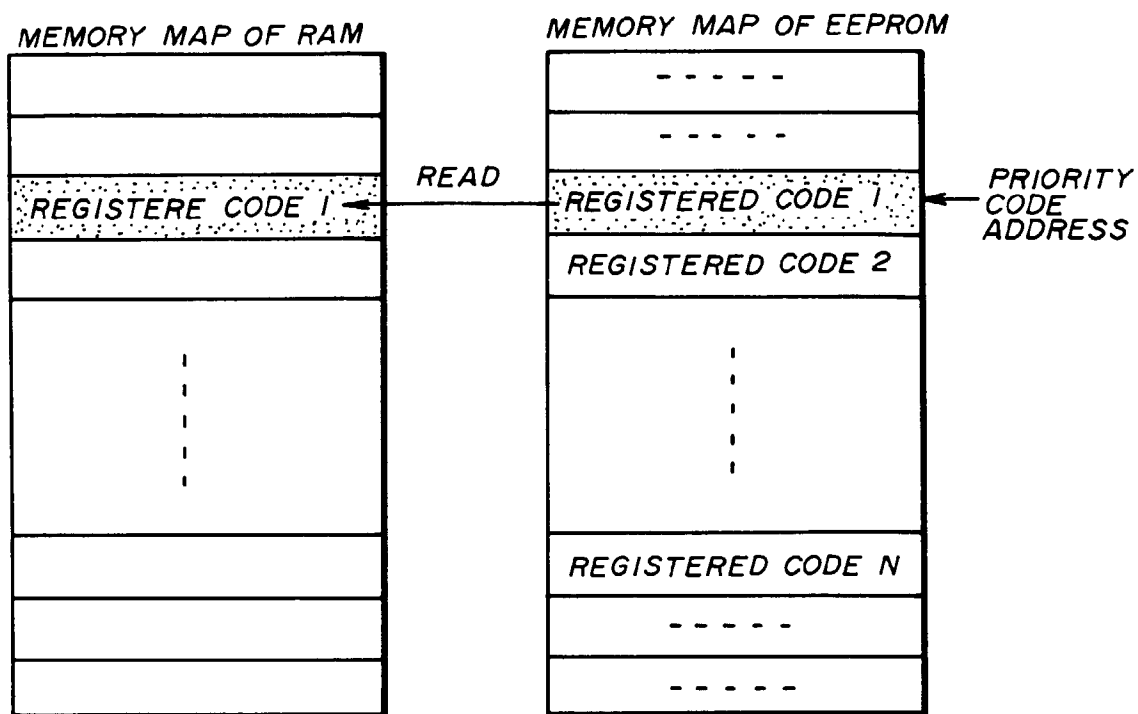 MEMORY MAP OF RAM
REGISTERE CODE 1
READ
MEMORY MAP OF EEPROM
- - - - -
- - - - -
REGISTERED CODE 1
REGISTERED CODE 2
REGISTERED CODE N
- - - - -
- - - - -
PRIORITY
CODE
ADDRESS